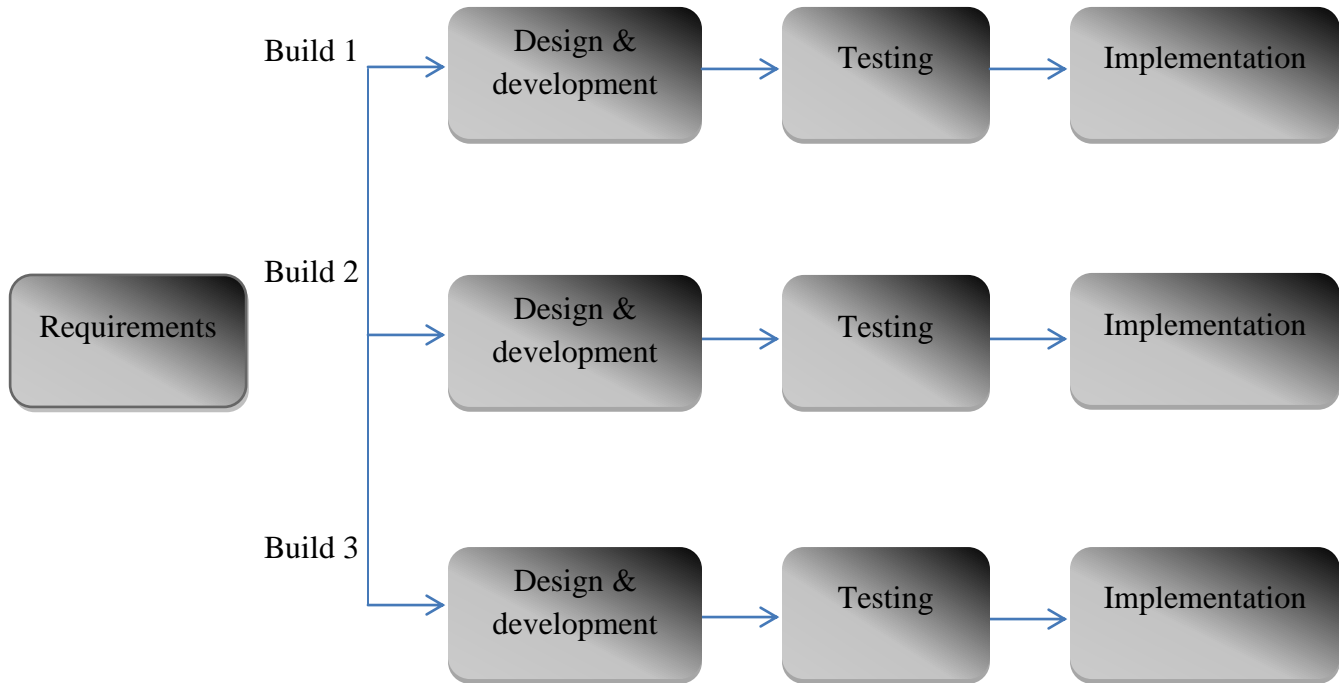 Build 1
Design &
development
Testing
Implementation
Requirements
Build 2
Design &
development
Testing
Implementation
Build 3
Design &
development
Testing
Implementation